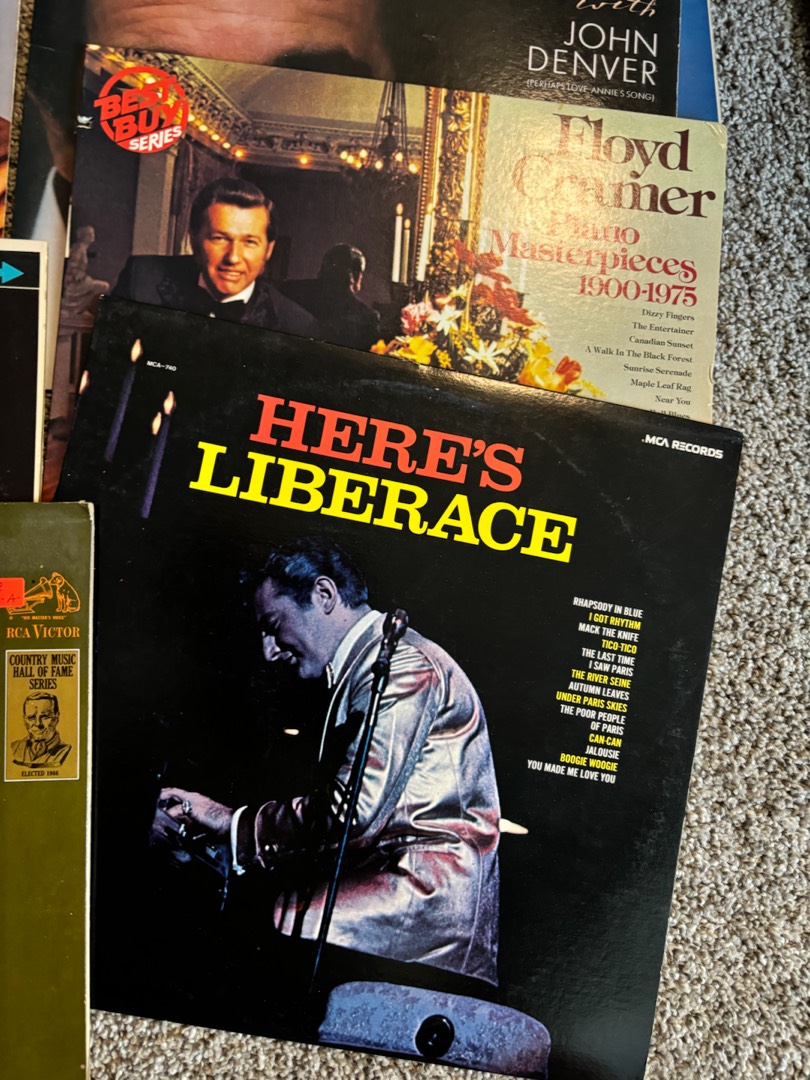 with
JOHN
DENVER
(PERHAPS LOVE, ANNIE'S SONG)
BEST
BUY
SERIES
Floyd
Cramer
Piano
Masterpieces
1900-1975
Dizzy Fingers
The Entertainer
Canadian Sunset
A Walk In The Black Forest
Sunrise Serenade
Maple Leaf Rag
Near You
MCA-740
MCA RECORDS
HERE'S
LIBERACE
RHAPSODY IN BLUE
I GOT RHYTHM
MACK THE KNIFE
TICO-TICO
THE LAST TIME
I SAW PARIS
THE RIVER SEINE
AUTUMN LEAVES
UNDER PARIS SKIES
THE POOR PEOPLE
OF PARIS
CAN-CAN
JALOUSIE
BOOGIE WOOGIE
YOU MADE ME LOVE YOU
"HIS MASTER'S VOICE"
RCA VICTOR
COUNTRY MUSIC
HALL OF FAME
SERIES
ELECTED 1966